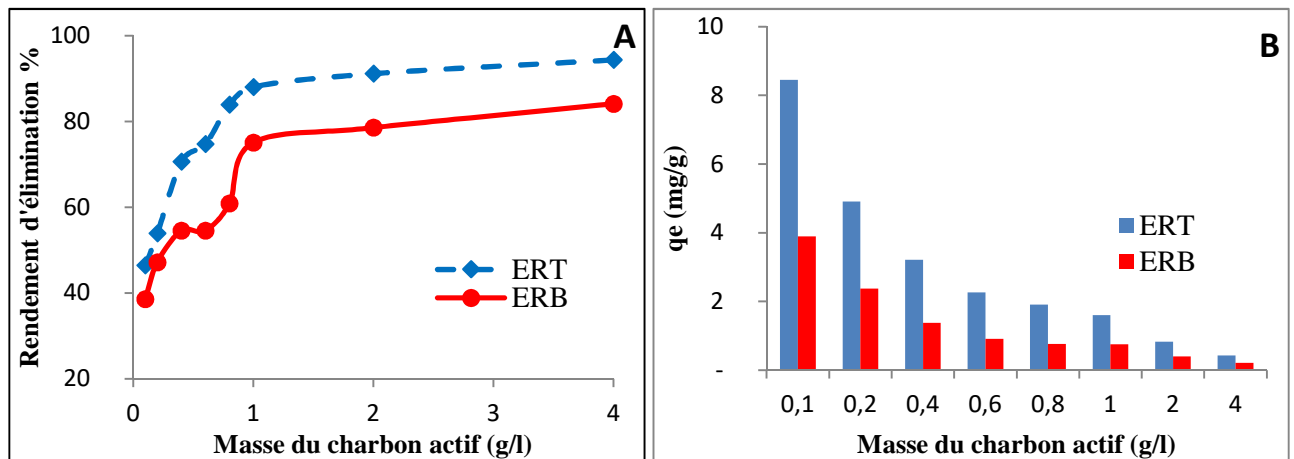 A
Rendement d'élimination %
100
80
60
40
20
0
1
2
3
4
ERT
ERB
Masse du charbon actif (g/l)
B
qe (mg/g)
10
8
6
4
2
-
0,1
0,2
0,4
0,6
0,8
1
2
4
ERT
ERB
Masse du charbon actif (g/l)